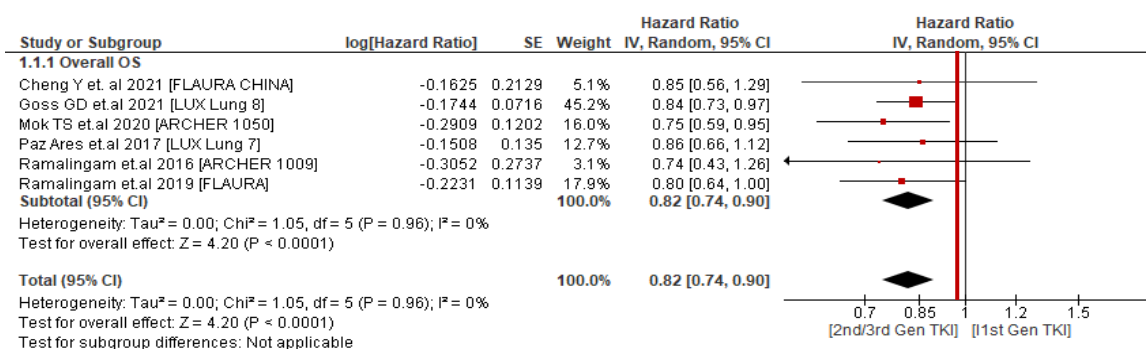 Hazard Ratio Hazard Ratio
Study or Subgroup log[Hazard Ratio] SE Weight IV, Random, 95% CI IV, Random, 95% CI
1.1.1 Overall OS
Cheng Y et. al 2021 [FLAURA CHINA] -0.1625 0.2129 5.1% 0.85 [0.56, 1.29]
Goss GD et.al 2021 [LUX Lung 8] -0.1744 0.0716 45.2% 0.84 [0.73, 0.97]
Mok TS et.al 2020 [ARCHER 1050] -0.2909 0.1202 16.0% 0.75 [0.59, 0.95]
Paz Ares et.al 2017 [LUX Lung 7] -0.1508 0.135 12.7% 0.86 [0.66, 1.12]
Ramalingam et.al 2016 [ARCHER 1009] -0.3052 0.2737 3.1% 0.74 [0.43, 1.26]
Ramalingam et.al 2019 [FLAURA] -0.2231 0.1139 17.9% 0.80 [0.64, 1.00]
Subtotal (95% CI) 100.0% 0.82 [0.74, 0.90]
Heterogeneity: Tau² = 0.00; Chi² = 1.05, df = 5 (P = 0.96); I² = 0%
Test for overall effect: Z = 4.20 (P < 0.0001)
Total (95% CI) 100.0% 0.82 [0.74, 0.90]
Heterogeneity: Tau² = 0.00; Chi² = 1.05, df = 5 (P = 0.96); I² = 0%
Test for overall effect: Z = 4.20 (P < 0.0001)
Test for subgroup differences: Not applicable
0.7 0.85 1 1.2 1.5
[2nd/3rd Gen TKI] [l1st Gen TKI]